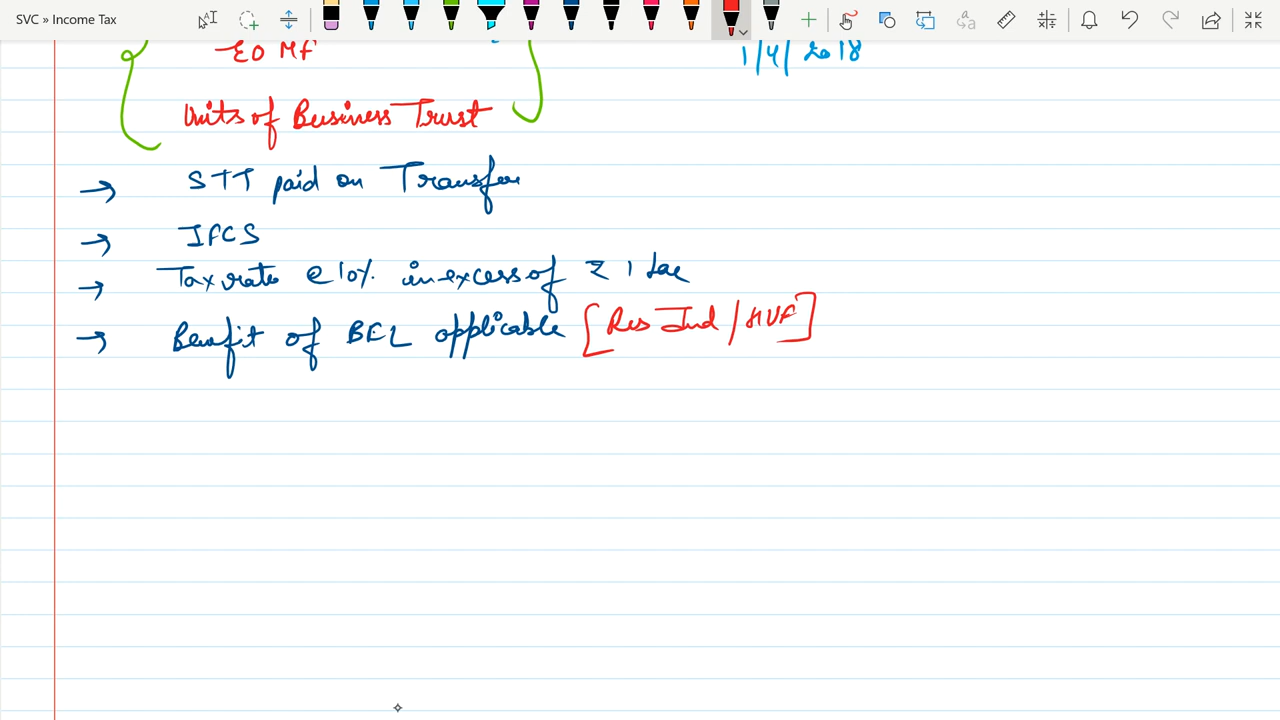 SVC » Income Tax
EO MF
1/4/2018
Units of Business Trust
→ STT paid on Transfer
→ IFCS
→ Tax rate @ 10% in excess of ₹ 1 lac
→ Benefit of BEL applicable [Res Ind / HUF]